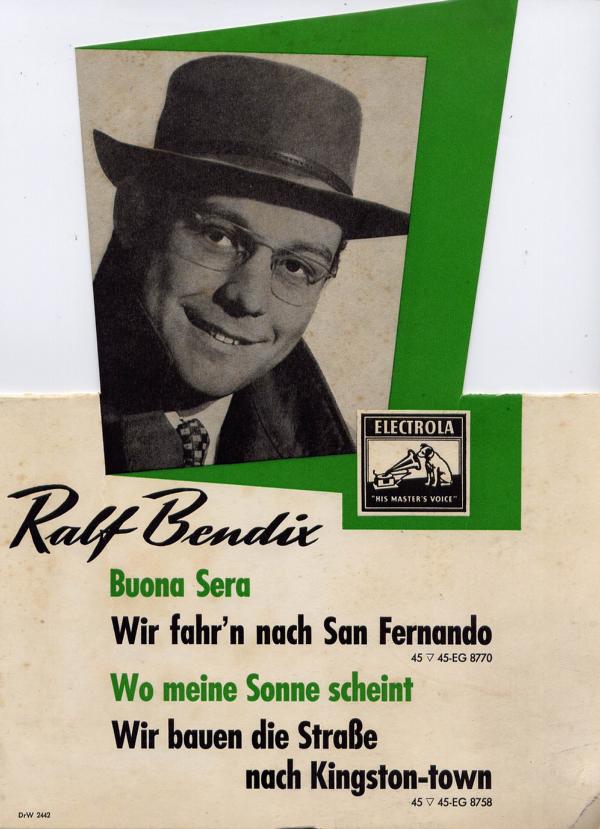 ELECTROLA
"HIS MASTER'S VOICE"
Ralf Bendix
Buona Sera
Wir fahr'n nach San Fernando
45 ▽ 45-EG 8770
Wo meine Sonne scheint
Wir bauen die Straße
nach Kingston-town
45 ▽ 45-EG 8758
DrW 2442